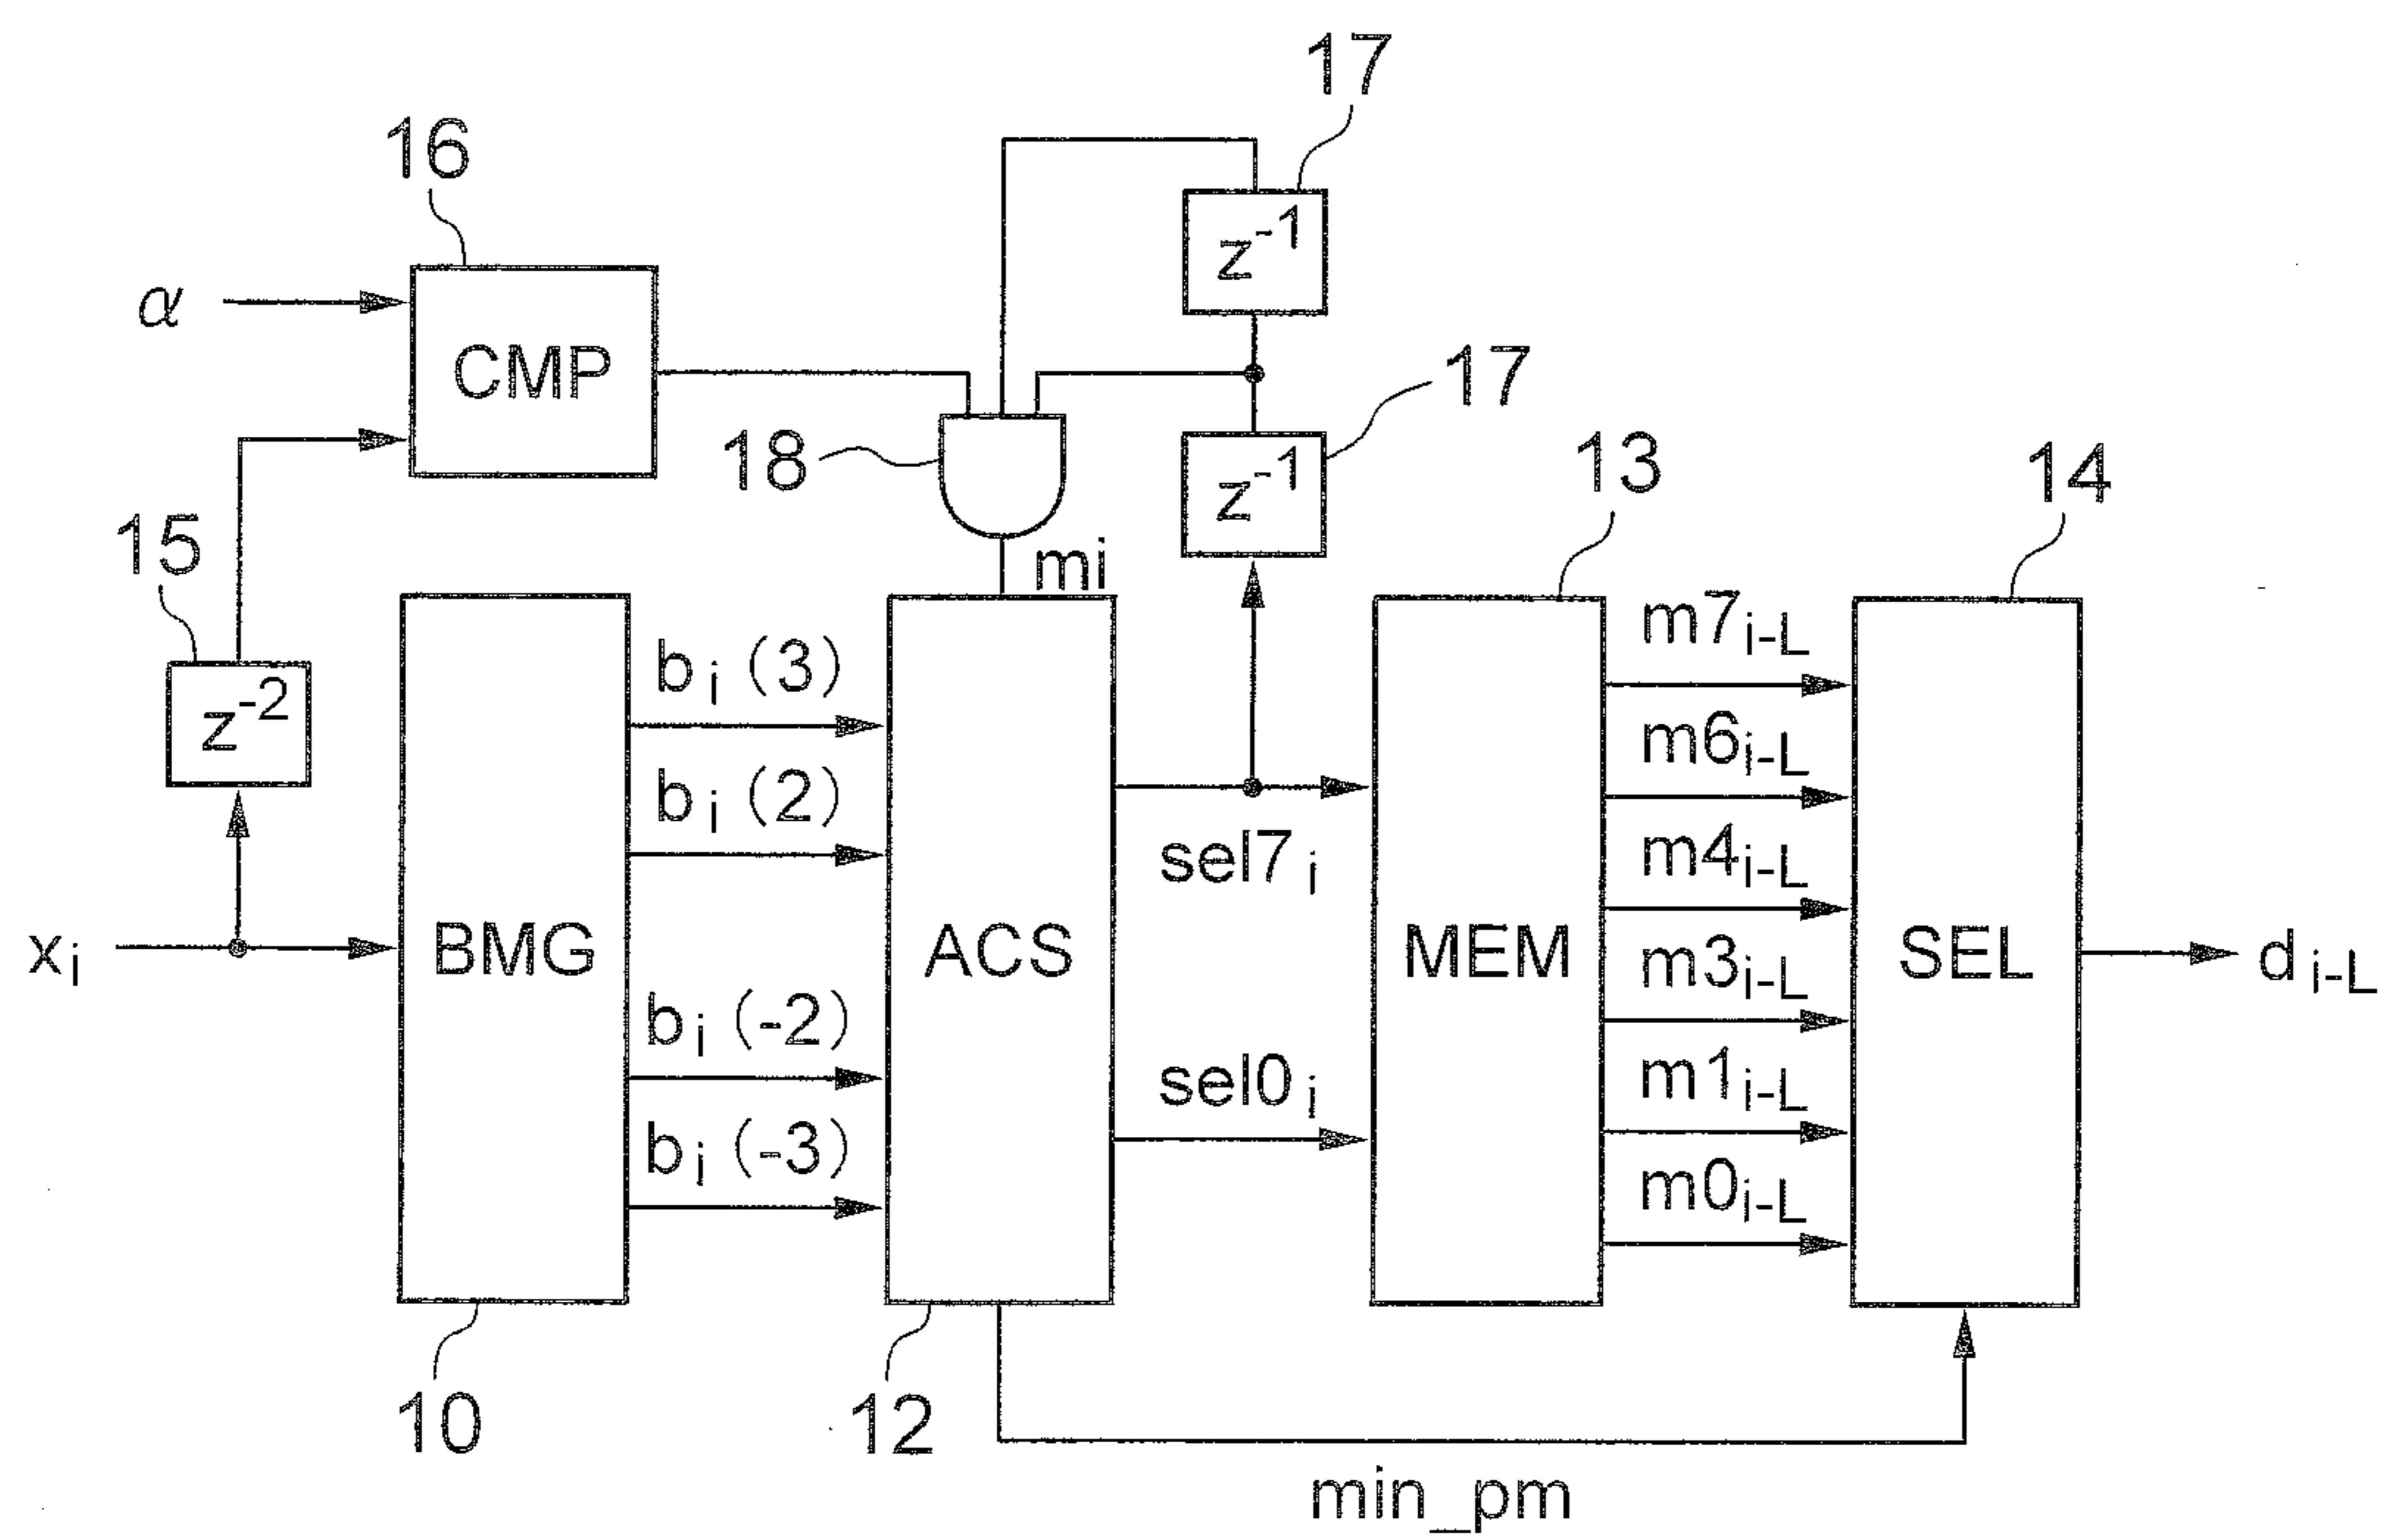 17
16
z⁻¹
α
CMP
17
18
z⁻¹
13
14
15
mi
z⁻²
bᵢ (3)
m7ᵢ₋L
bᵢ (2)
m6ᵢ₋L
sel7ᵢ
m4ᵢ₋L
xᵢ
BMG
ACS
MEM
m3ᵢ₋L
SEL
dᵢ₋L
bᵢ (-2)
sel0ᵢ
m1ᵢ₋L
bᵢ (-3)
m0ᵢ₋L
10
12
min_pm